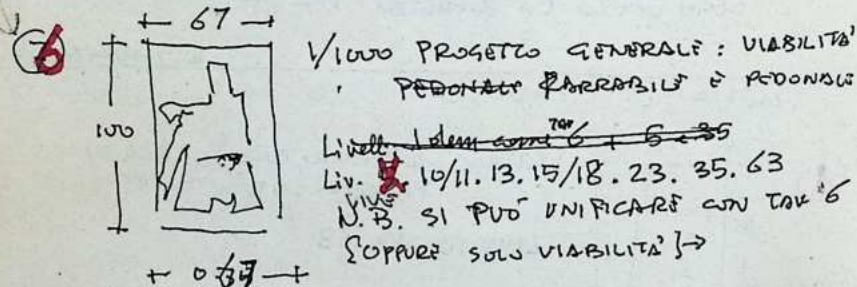 6
67
100
1/1000 PROGETTO GENERALE : VIABILITA'
PEDONALE CARRABILE E PEDONALE
Livelli Idem come TAV 6 + 5 - 35
Liv. 10/11. 13. 15/18. 23. 35. 63
N.B. SI PUÒ UNIFICARE CON TAV 6
{OPPURE SOLO VIABILITA'}→